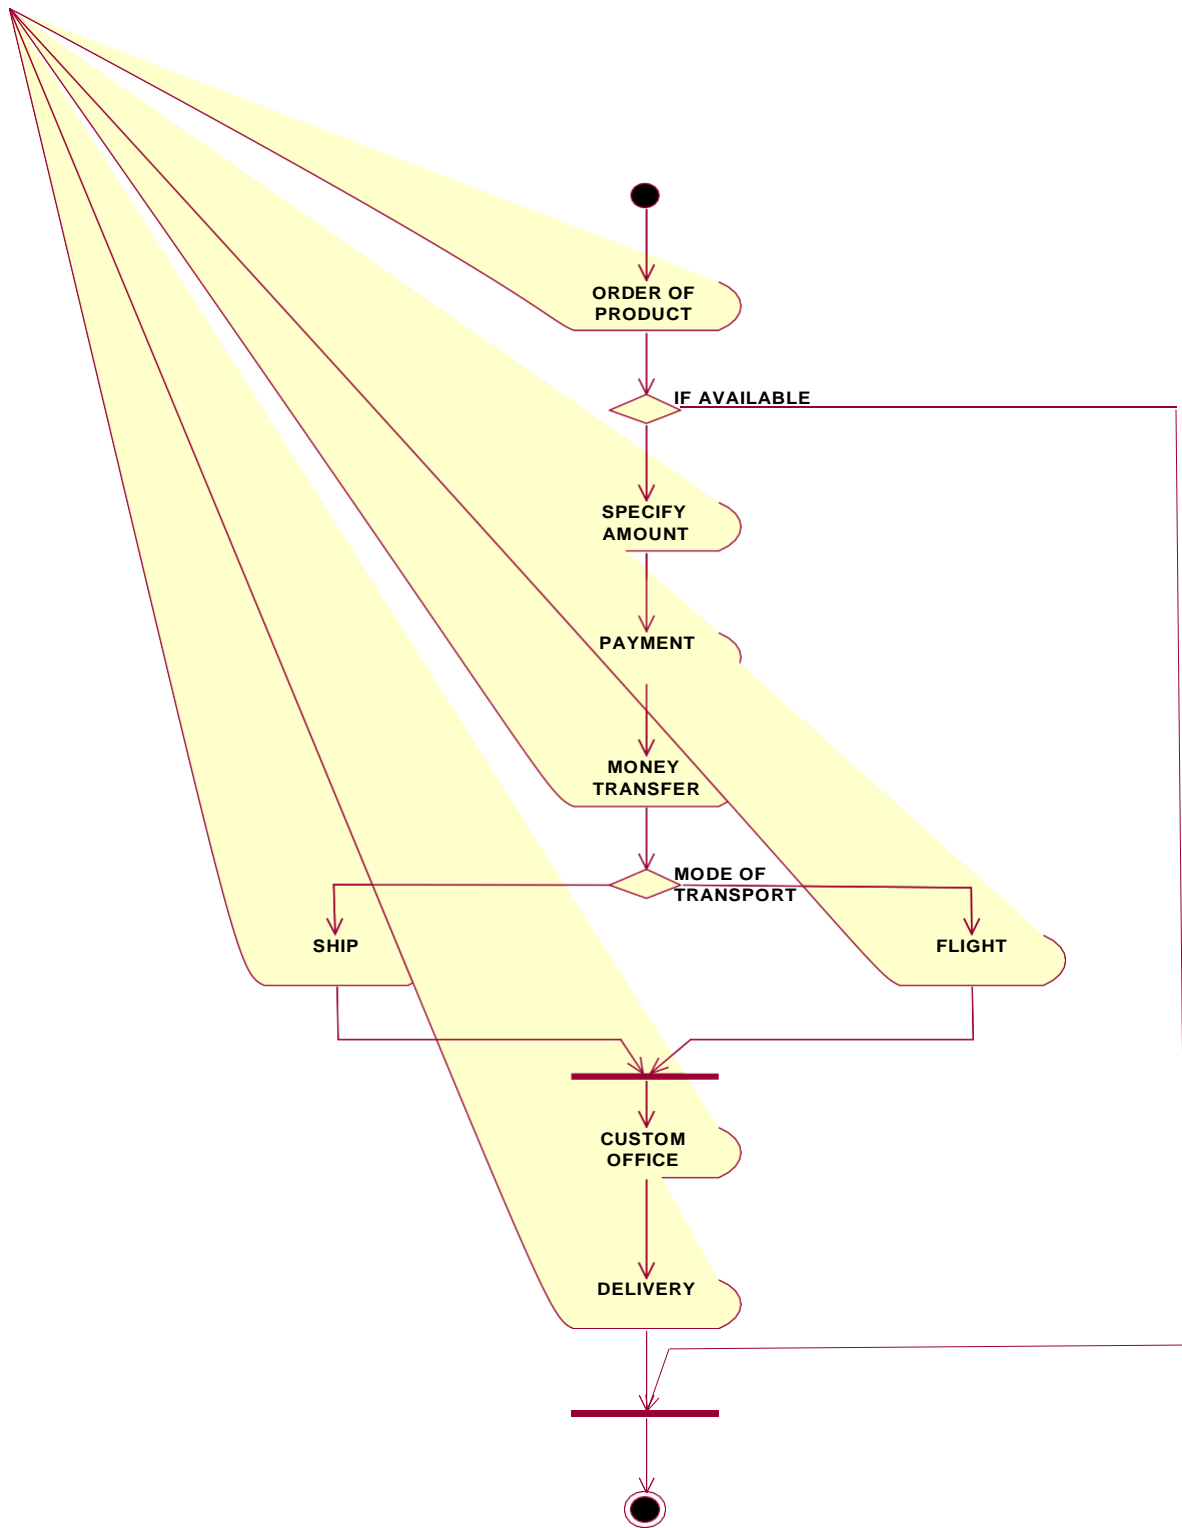 ORDER OF
PRODUCT
IF AVAILABLE
SPECIFY
AMOUNT
PAYMENT
MONEY
TRANSFER
MODE OF
TRANSPORT
SHIP
FLIGHT
CUSTOM
OFFICE
DELIVERY